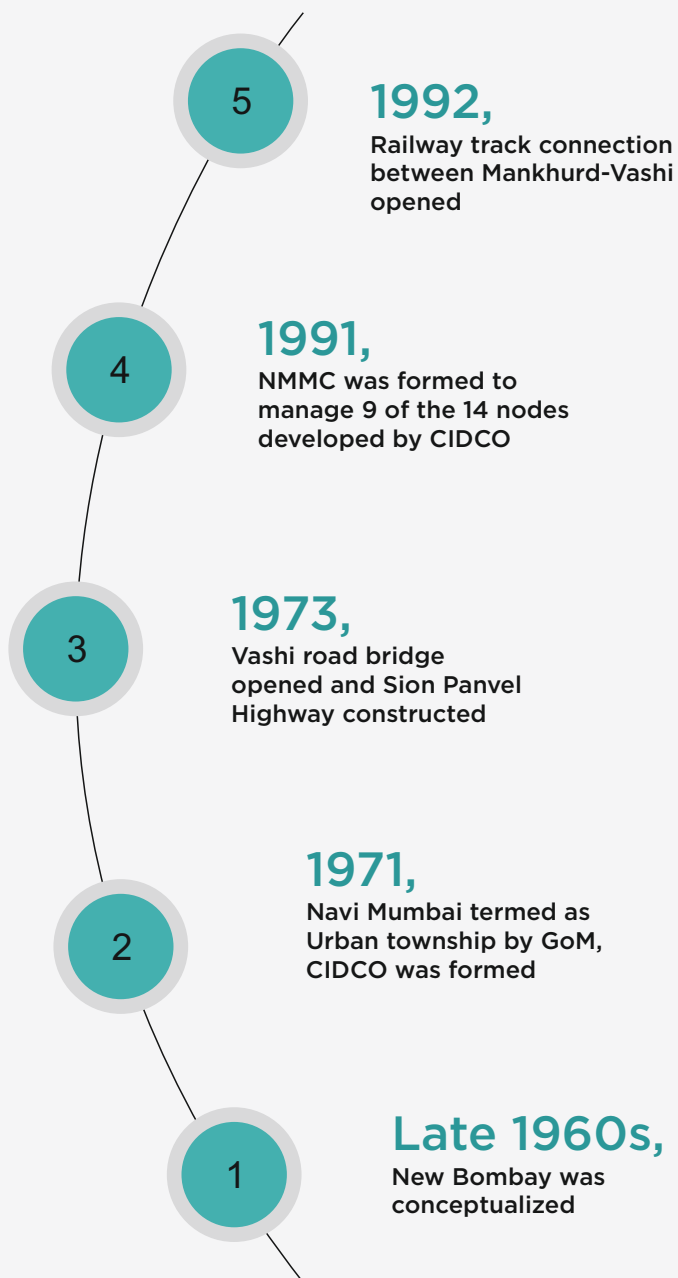 5
1992,
Railway track connection
between Mankhurd-Vashi
opened
4
1991,
NMMC was formed to
manage 9 of the 14 nodes
developed by CIDCO
3
1973,
Vashi road bridge
opened and Sion Panvel
Highway constructed
2
1971,
Navi Mumbai termed as
Urban township by GoM,
CIDCO was formed
1
Late 1960s,
New Bombay was
conceptualized